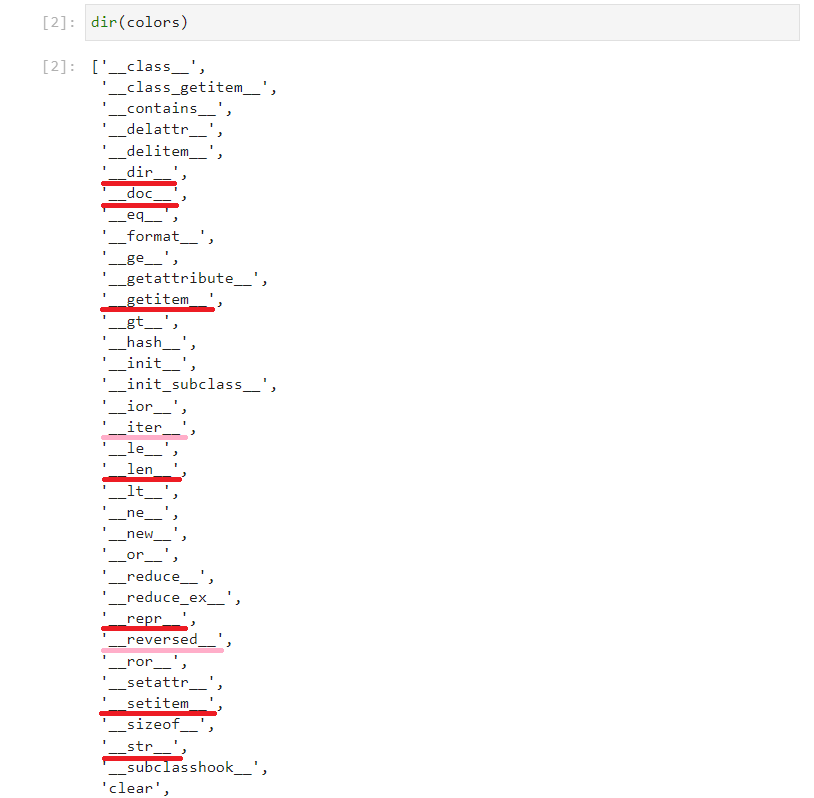 [2]: dir(colors)
[2]: ['__class__',
'__class_getitem__',
'__contains__',
'__delattr__',
'__delitem__',
'__dir__',
'__doc__',
'__eq__',
'__format__',
'__ge__',
'__getattribute__',
'__getitem__',
'__gt__',
'__hash__',
'__init__',
'__init_subclass__',
'__ior__',
'__iter__',
'__le__',
'__len__',
'__lt__',
'__ne__',
'__new__',
'__or__',
'__reduce__',
'__reduce_ex__',
'__repr__',
'__reversed__',
'__ror__',
'__setattr__',
'__setitem__',
'__sizeof__',
'__str__',
'__subclasshook__',
'clear',